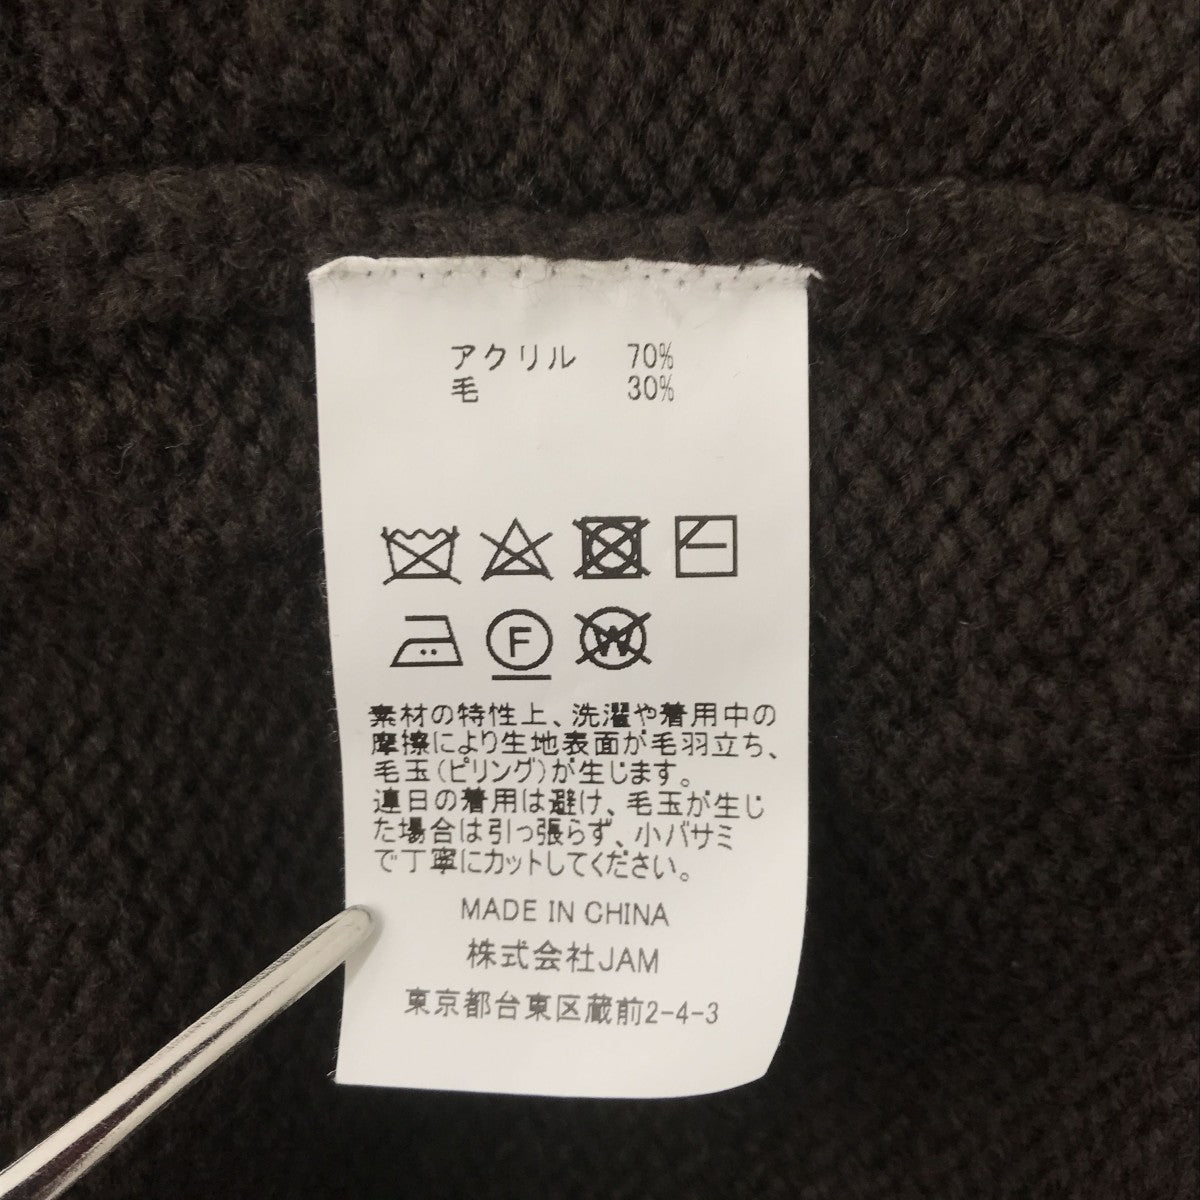 アクリル 70%
毛 30%
F
W
素材の特性上、洗濯や着用中の
摩擦により生地表面が毛羽立ち、
毛玉(ピリング)が生じます。
連日の着用は避け、毛玉が生じ
た場合は引っ張らず、小バサミ
で丁寧にカットしてください。
MADE IN CHINA
株式会社JAM
東京都台東区蔵前2-4-3